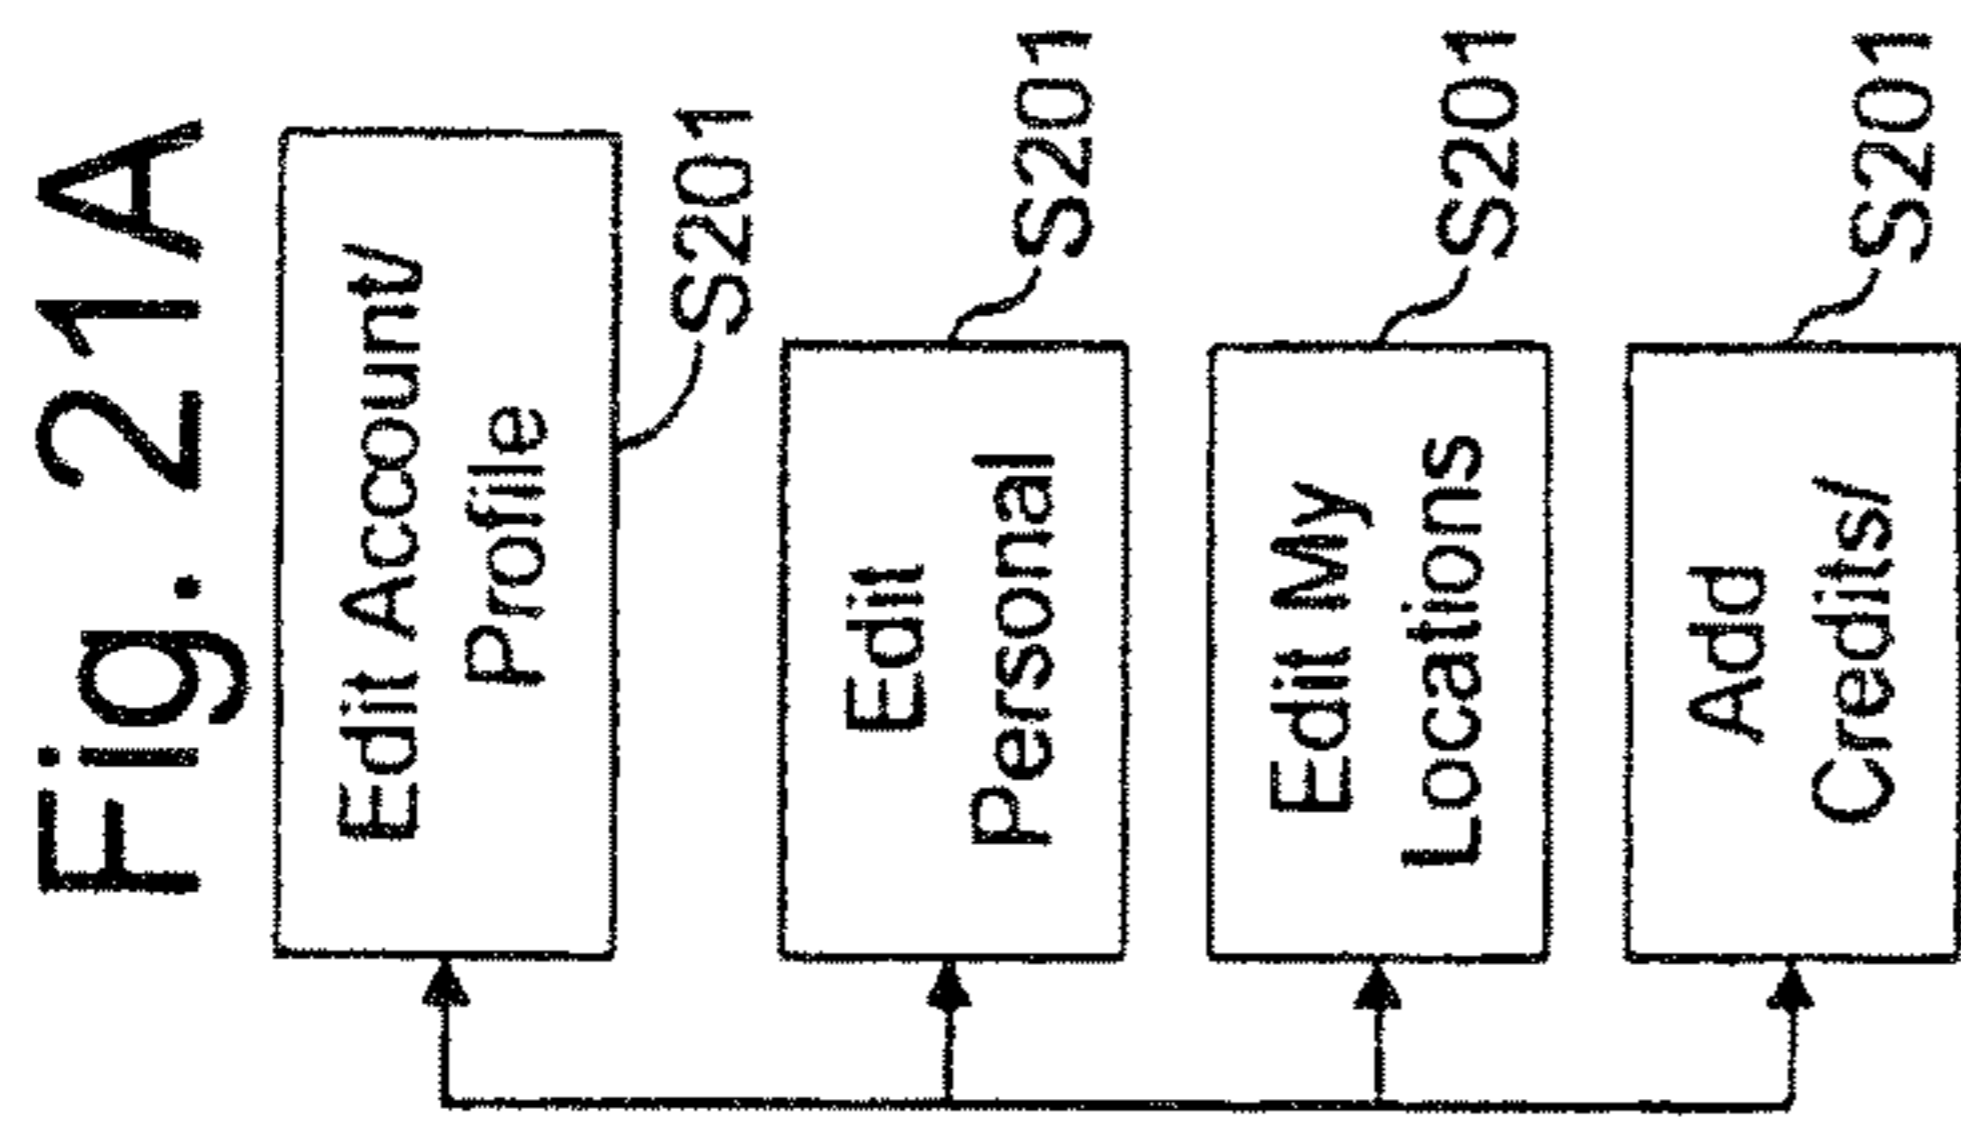 Fig. 21A
Edit Account/
Profile
S201
Edit
Personal
S201
Edit My
Locations
S201
Add
Credits/
S201